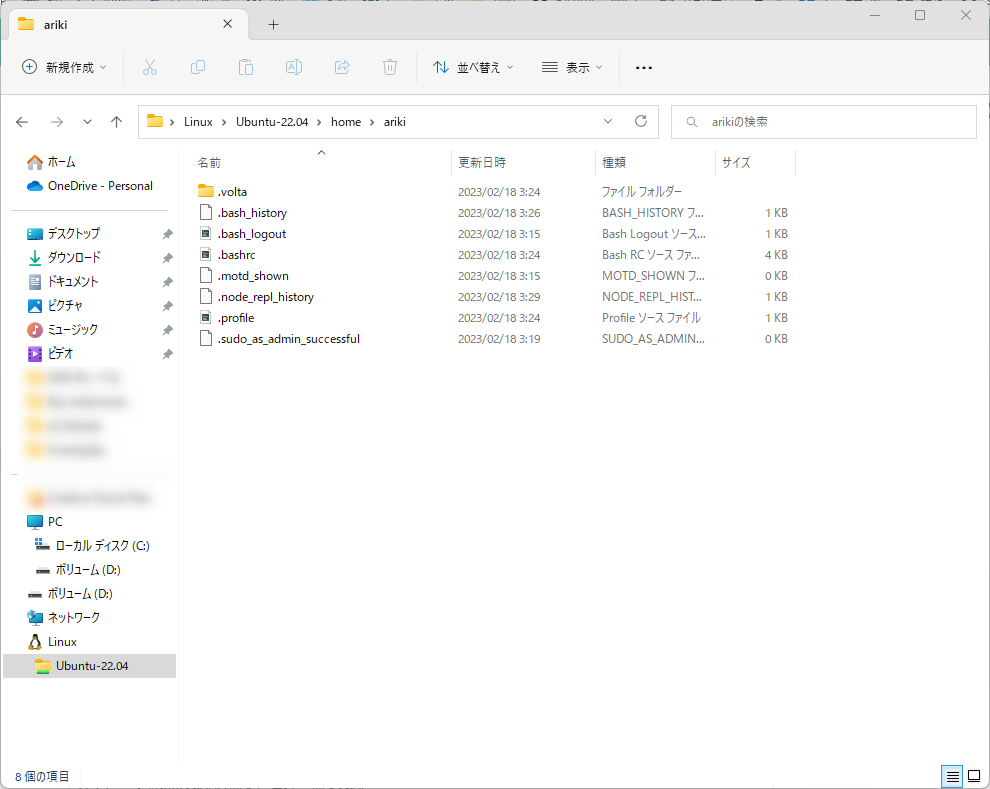 ariki
新規作成
並べ替え
表示
Linux > Ubuntu-22.04 > home > ariki
arikiの検索
ホーム
OneDrive - Personal
デスクトップ
ダウンロード
ドキュメント
ピクチャ
ミュージック
ビデオ
PC
ローカル ディスク (C:)
ボリューム (D:)
ボリューム (D:)
ネットワーク
Linux
Ubuntu-22.04
名前 更新日時 種類 サイズ
.volta 2023/02/18 3:24 ファイル フォルダー
.bash_history 2023/02/18 3:26 BASH_HISTORY フ... 1 KB
.bash_logout 2023/02/18 3:15 Bash Logout ソース... 1 KB
.bashrc 2023/02/18 3:24 Bash RC ソース ファ... 4 KB
.motd_shown 2023/02/18 3:15 MOTD_SHOWN フ... 0 KB
.node_repl_history 2023/02/18 3:29 NODE_REPL_HIST... 1 KB
.profile 2023/02/18 3:24 Profile ソース ファイル 1 KB
.sudo_as_admin_successful 2023/02/18 3:19 SUDO_AS_ADMIN... 0 KB
8 個の項目